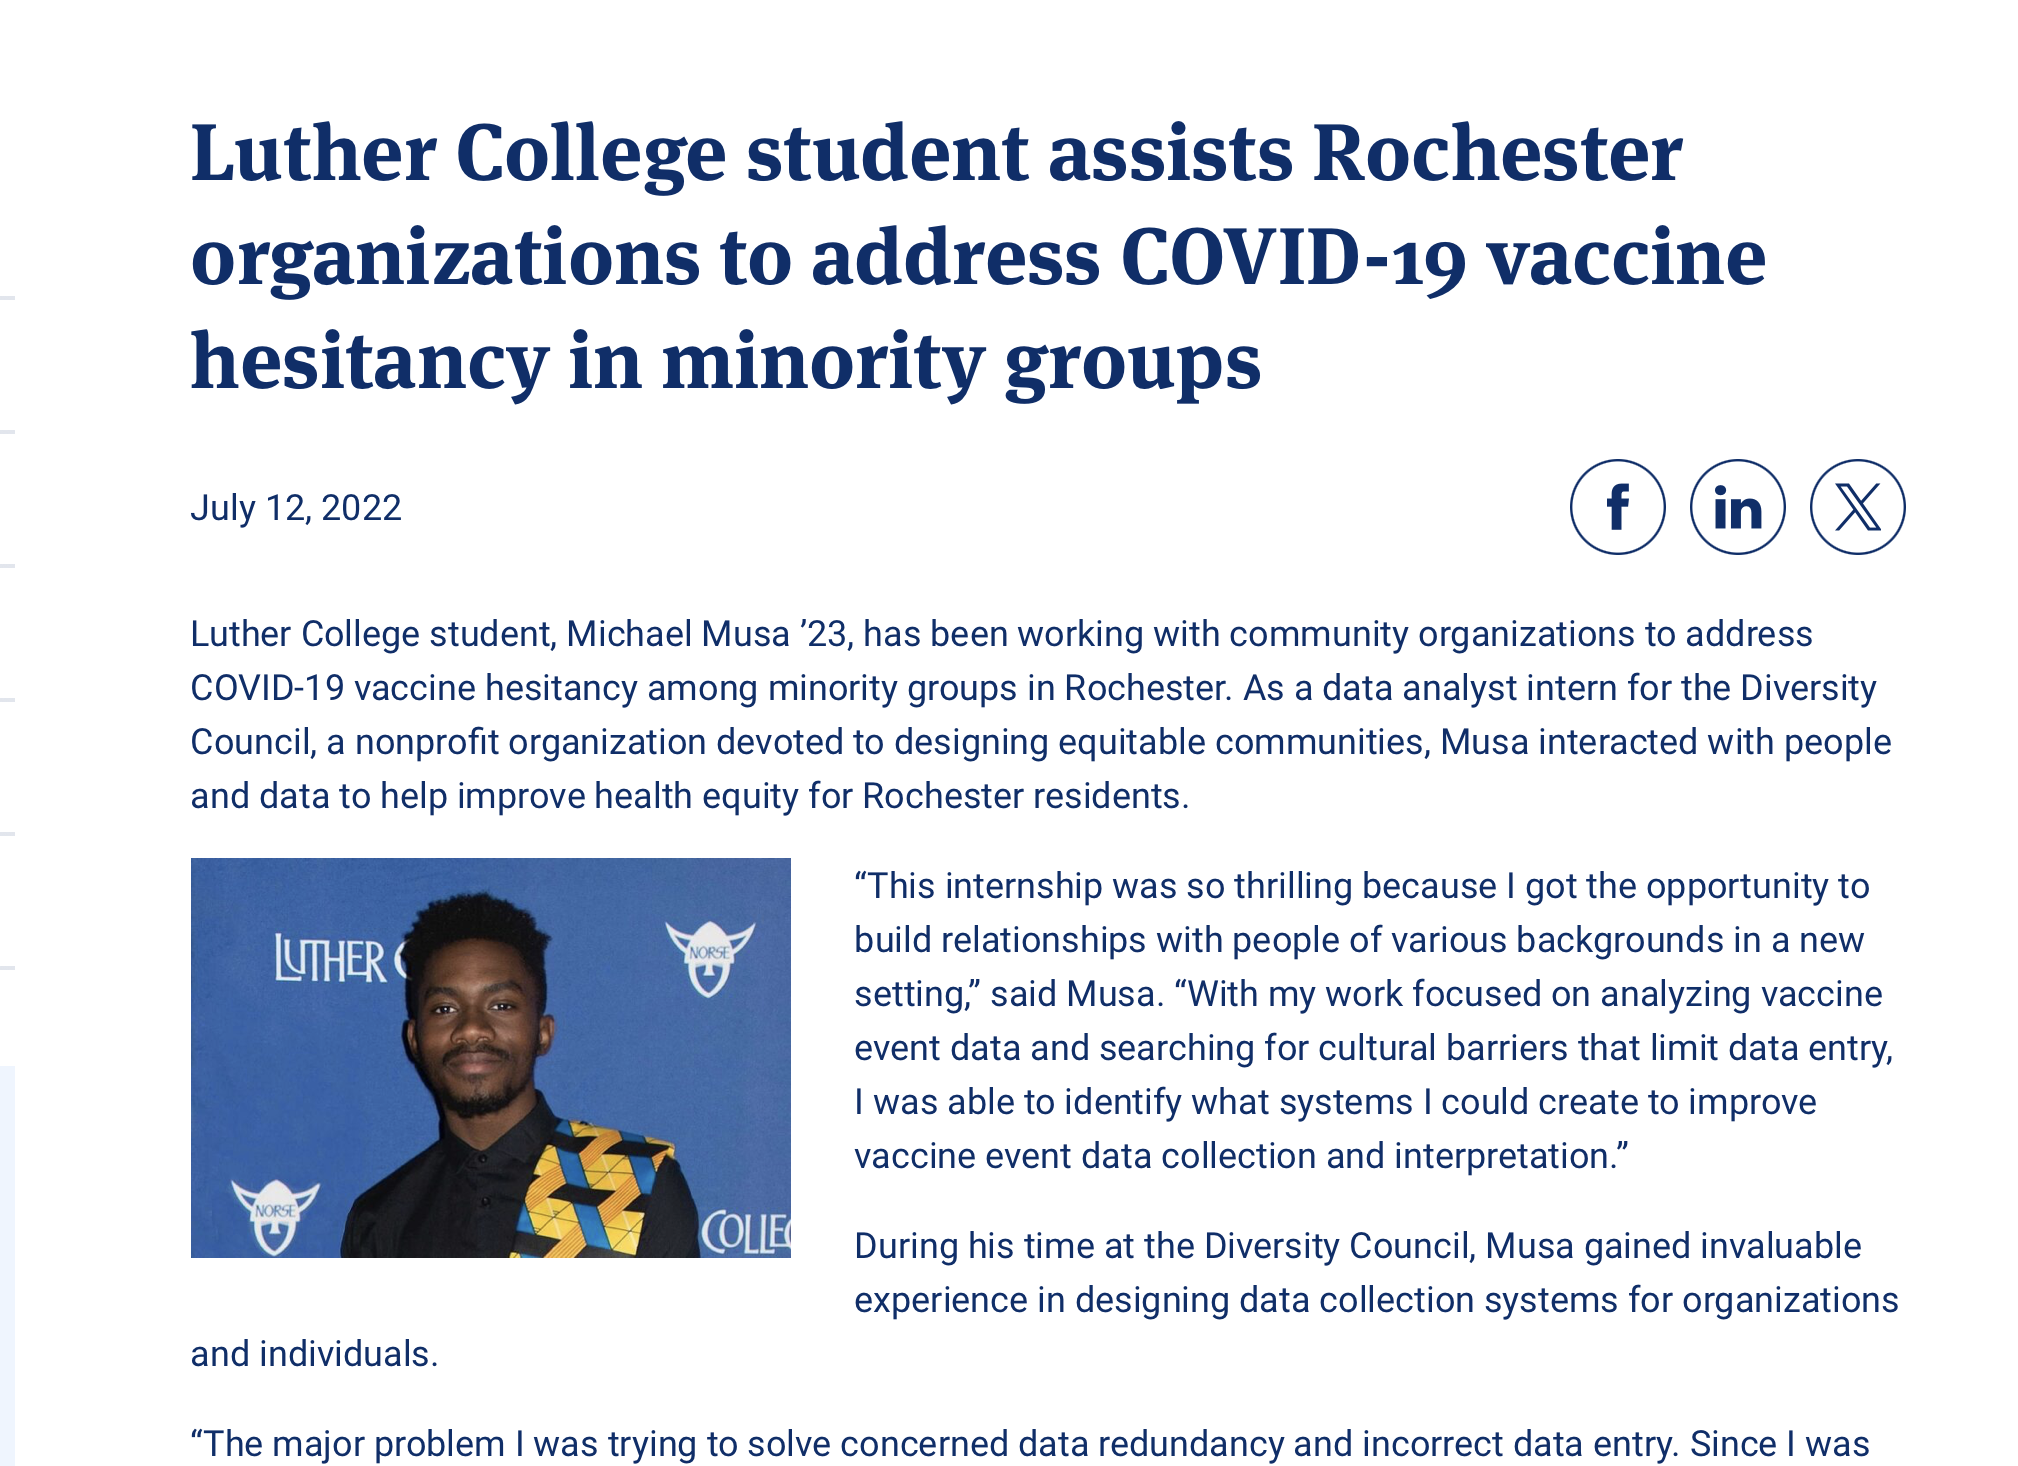 Luther College student assists Rochester
organizations to address COVID-19 vaccine
hesitancy in minority groups
July 12, 2022
f
in
X
Luther College student, Michael Musa ’23, has been working with community organizations to address
COVID-19 vaccine hesitancy among minority groups in Rochester. As a data analyst intern for the Diversity
Council, a nonprofit organization devoted to designing equitable communities, Musa interacted with people
and data to help improve health equity for Rochester residents.
LUTHER C
NORSE
NORSE
COLLEC
“This internship was so thrilling because I got the opportunity to
build relationships with people of various backgrounds in a new
setting,” said Musa. “With my work focused on analyzing vaccine
event data and searching for cultural barriers that limit data entry,
I was able to identify what systems I could create to improve
vaccine event data collection and interpretation.”
During his time at the Diversity Council, Musa gained invaluable
experience in designing data collection systems for organizations
and individuals.
“The major problem I was trying to solve concerned data redundancy and incorrect data entry. Since I was